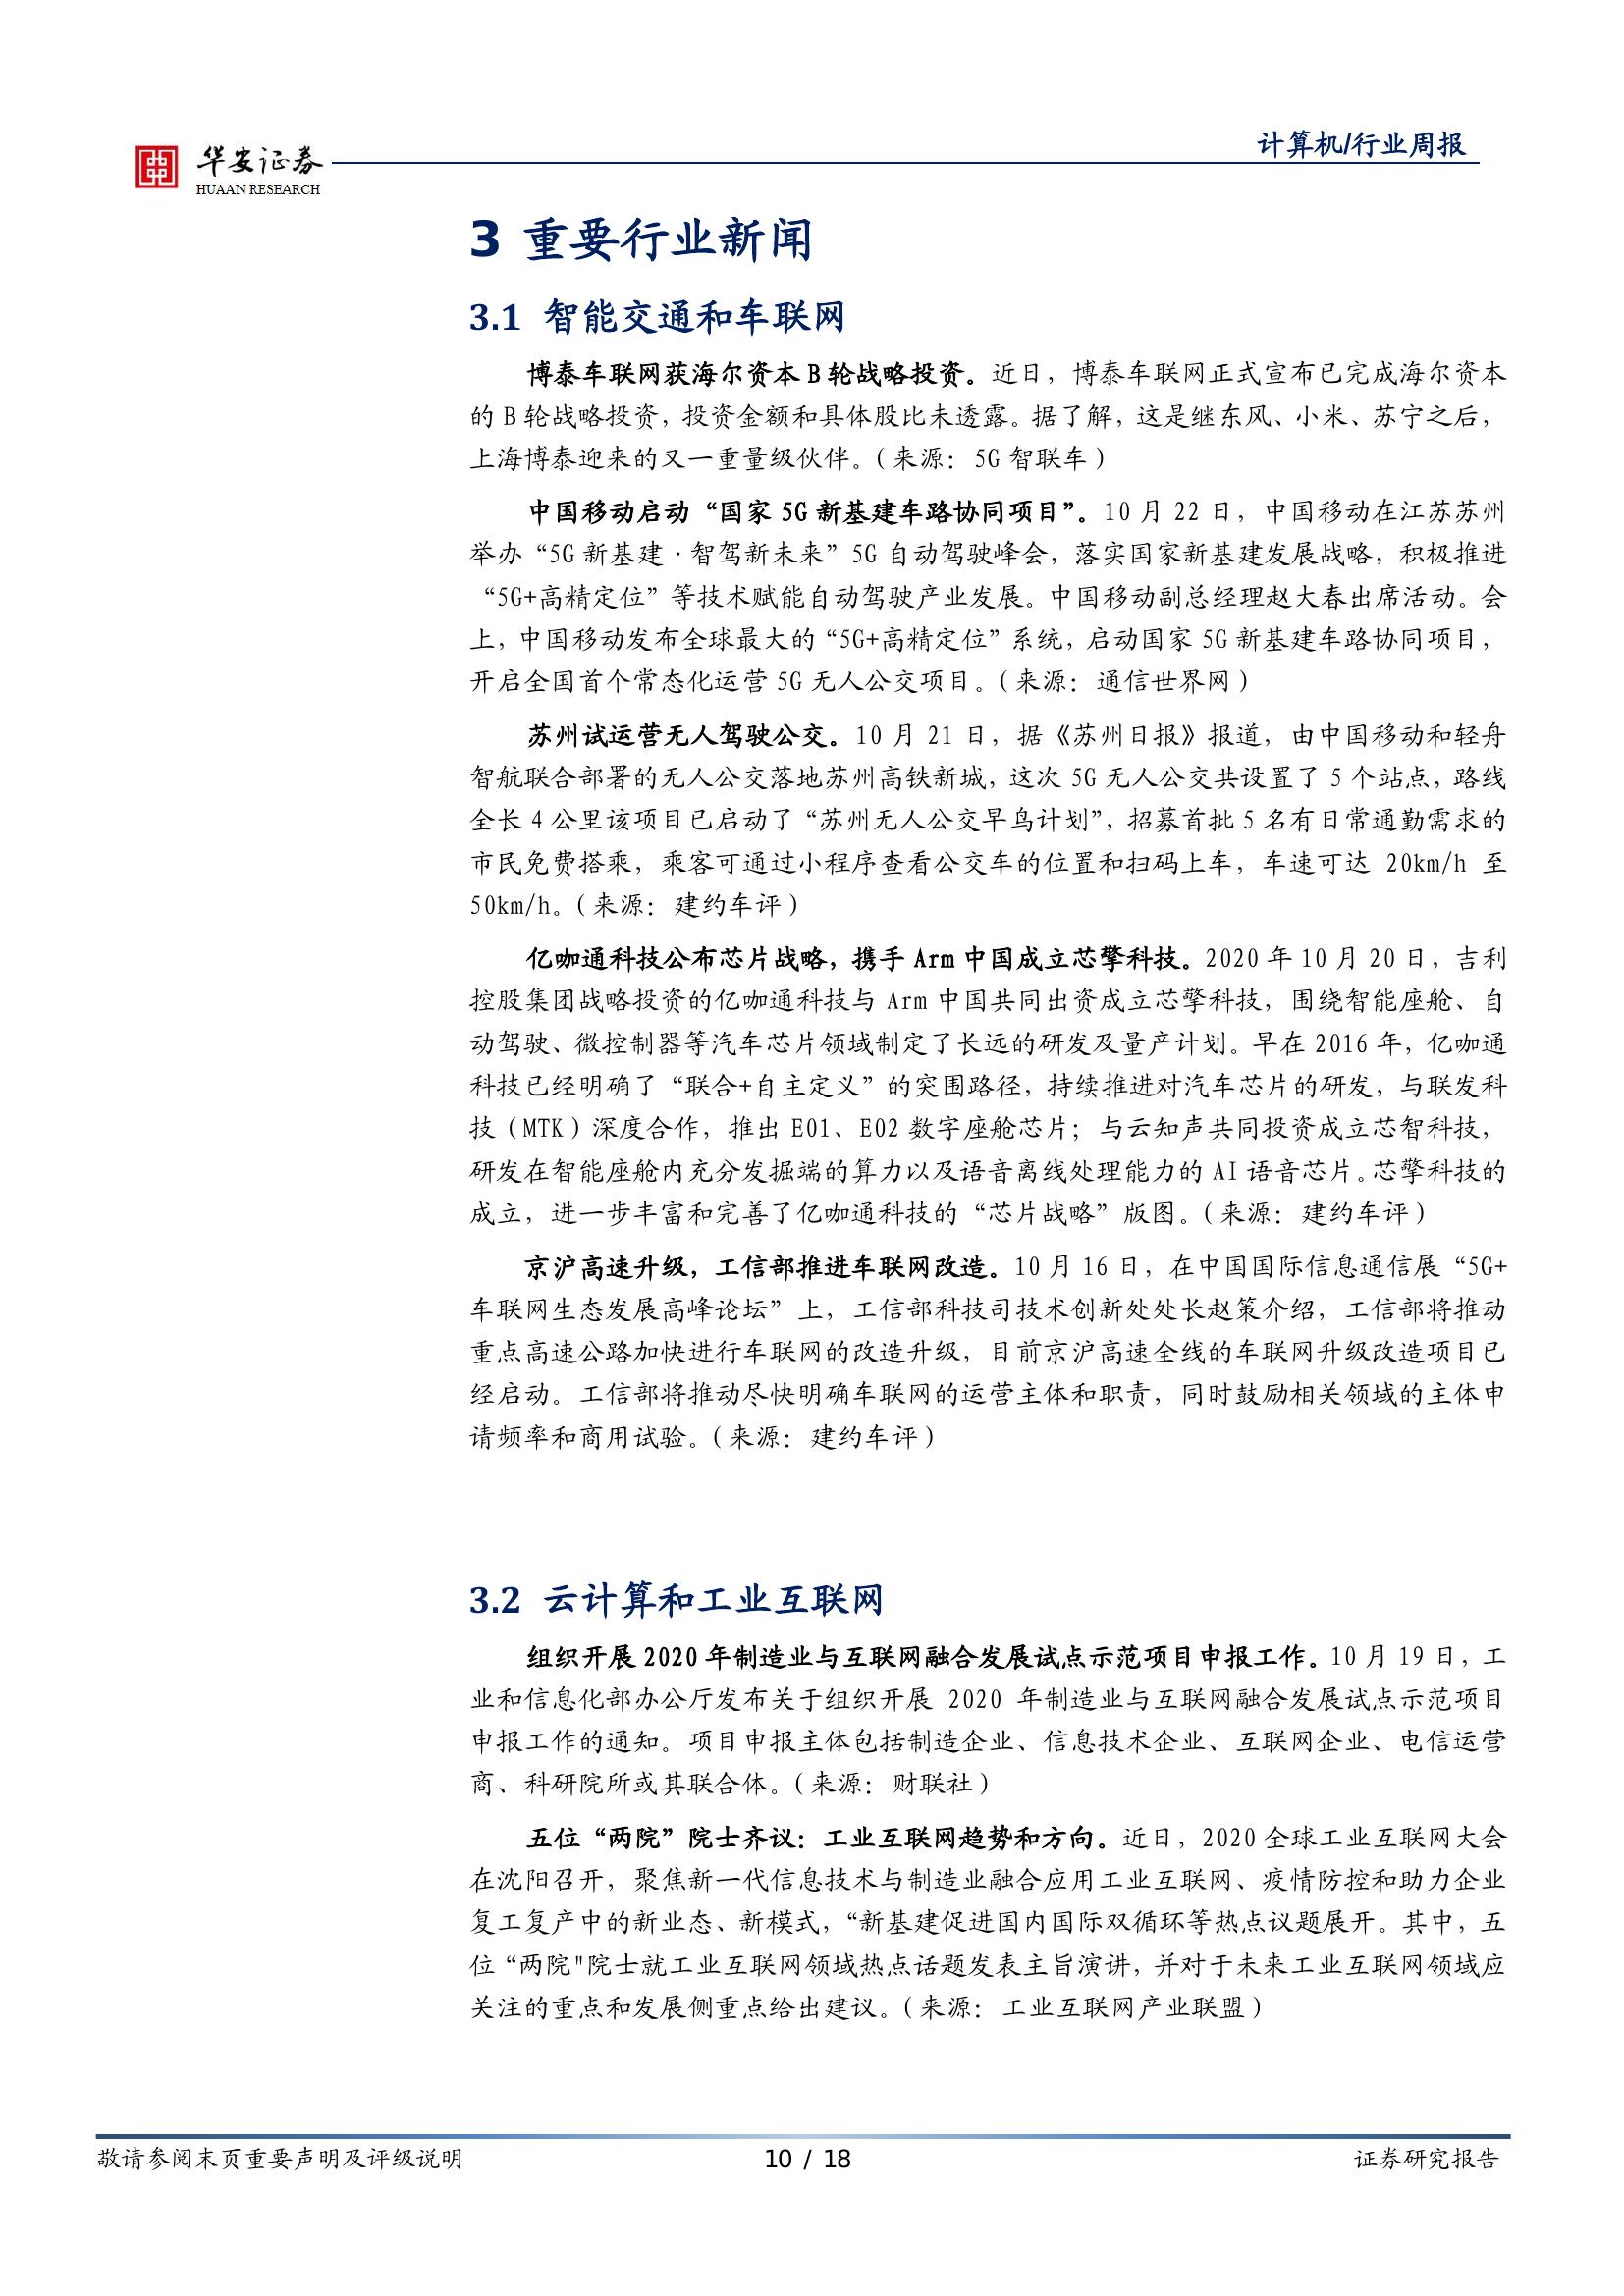 华安证券
HUAAN RESEARCH
计算机/行业周报
3 重要行业新闻
3.1 智能交通和车联网
博泰车联网获海尔资本 B 轮战略投资。近日，博泰车联网正式宣布已完成海尔资本
的 B 轮战略投资，投资金额和具体股比未透露。据了解，这是继东风、小米、苏宁之后，
上海博泰迎来的又一重量级伙伴。（来源：5G 智联车）
中国移动启动“国家 5G 新基建车路协同项目”。10 月 22 日，中国移动在江苏苏州
举办“5G 新基建·智驾新未来”5G 自动驾驶峰会，落实国家新基建发展战略，积极推进
“5G+高精定位”等技术赋能自动驾驶产业发展。中国移动副总经理赵大春出席活动。会
上，中国移动发布全球最大的“5G+高精定位”系统，启动国家 5G 新基建车路协同项目，
开启全国首个常态化运营 5G 无人公交项目。（来源：通信世界网）
苏州试运营无人驾驶公交。10 月 21 日，据《苏州日报》报道，由中国移动和轻舟
智航联合部署的无人公交落地苏州高铁新城，这次 5G 无人公交共设置了 5 个站点，路线
全长 4 公里该项目已启动了“苏州无人公交早鸟计划”，招募首批 5 名有日常通勤需求的
市民免费搭乘，乘客可通过小程序查看公交车的位置和扫码上车，车速可达 20km/h 至
50km/h。（来源：建约车评）
亿咖通科技公布芯片战略，携手 Arm 中国成立芯擎科技。2020 年 10 月 20 日，吉利
控股集团战略投资的亿咖通科技与 Arm 中国共同出资成立芯擎科技，围绕智能座舱、自
动驾驶、微控制器等汽车芯片领域制定了长远的研发及量产计划。早在 2016 年，亿咖通
科技已经明确了“联合+自主定义”的突围路径，持续推进对汽车芯片的研发，与联发科
技（MTK）深度合作，推出 E01、E02 数字座舱芯片；与云知声共同投资成立芯智科技，
研发在智能座舱内充分发掘端的算力以及语音离线处理能力的 AI 语音芯片。芯擎科技的
成立，进一步丰富和完善了亿咖通科技的“芯片战略”版图。（来源：建约车评）
京沪高速升级，工信部推进车联网改造。10 月 16 日，在中国国际信息通信展“5G+
车联网生态发展高峰论坛”上，工信部科技司技术创新处处长赵策介绍，工信部将推动
重点高速公路加快进行车联网的改造升级，目前京沪高速全线的车联网升级改造项目已
经启动。工信部将推动尽快明确车联网的运营主体和职责，同时鼓励相关领域的主体申
请频率和商用试验。（来源：建约车评）
3.2 云计算和工业互联网
组织开展 2020 年制造业与互联网融合发展试点示范项目申报工作。10 月 19 日，工
业和信息化部办公厅发布关于组织开展 2020 年制造业与互联网融合发展试点示范项目
申报工作的通知。项目申报主体包括制造企业、信息技术企业、互联网企业、电信运营
商、科研院所或其联合体。（来源：财联社）
五位“两院”院士齐议：工业互联网趋势和方向。近日，2020 全球工业互联网大会
在沈阳召开，聚焦新一代信息技术与制造业融合应用工业互联网、疫情防控和助力企业
复工复产中的新业态、新模式，“新基建促进国内国际双循环等热点议题展开。其中，五
位“两院"院士就工业互联网领域热点话题发表主旨演讲，并对于未来工业互联网领域应
关注的重点和发展侧重点给出建议。（来源：工业互联网产业联盟）
敬请参阅末页重要声明及评级说明
10 / 18
证券研究报告